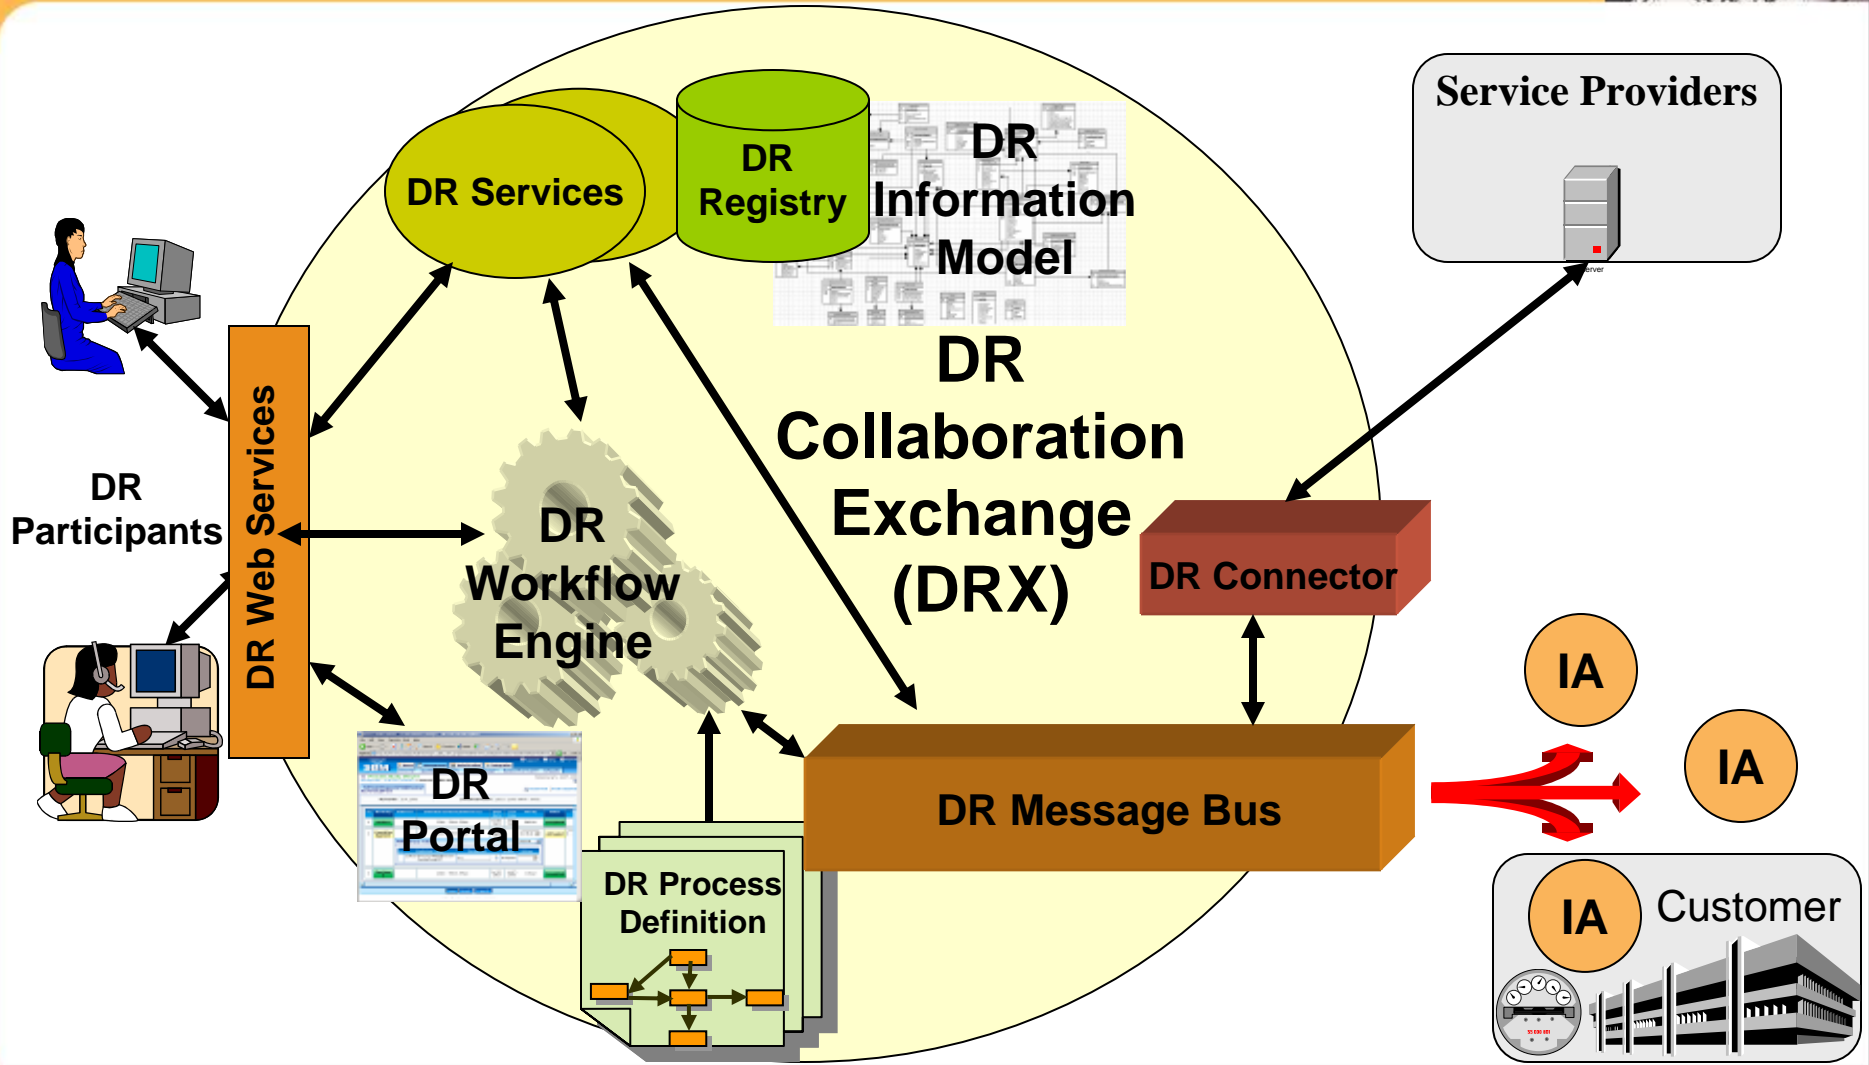 Service Providers
DR
Registry
DR
Information
Model
DR Services
erver
DR
Collaboration
Exchange
(DRX)
DR
Participants
DR Web Services
DR
Workflow
Engine
DR Connector
IA
IA
DR
Portal
DR Message Bus
DR Process
Definition
IA
Customer